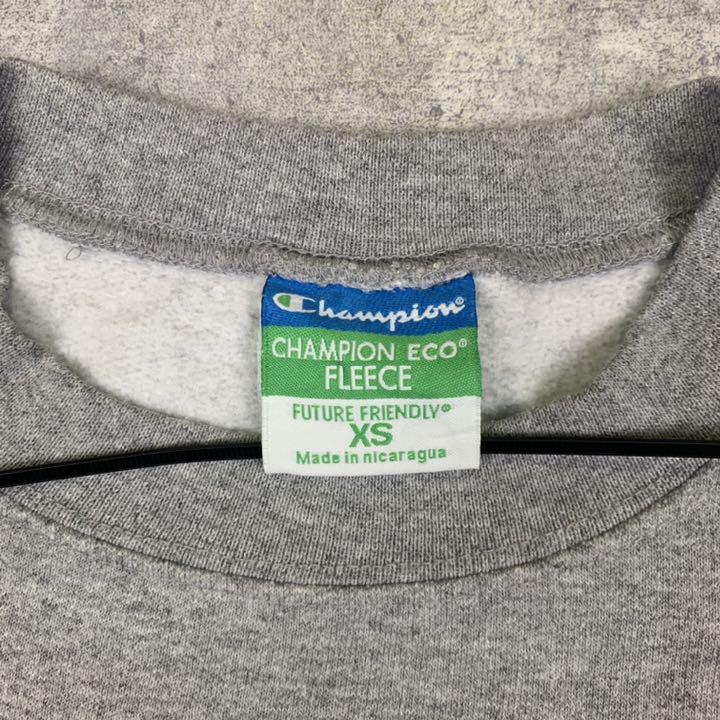 Champion®
CHAMPION ECO®
FLEECE
FUTURE FRIENDLY®
XS
Made in nicaragua